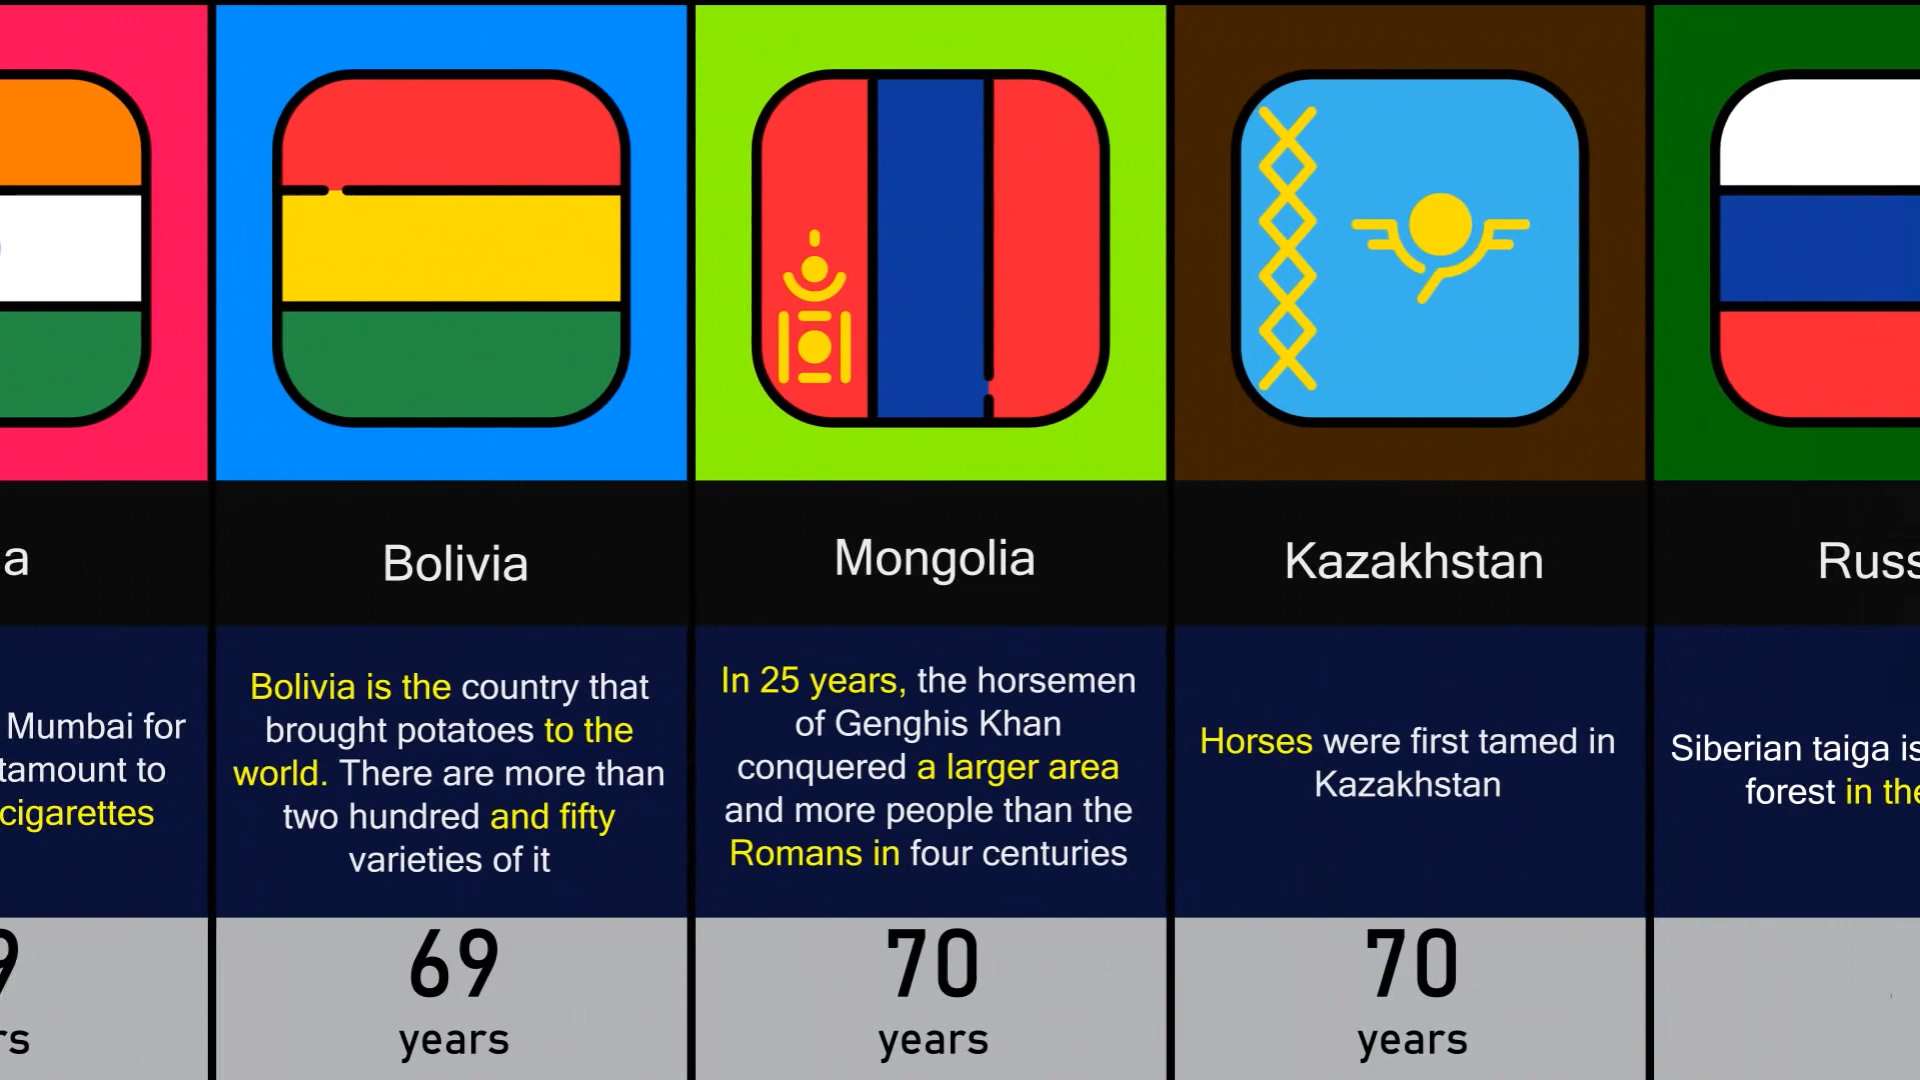 a
Mumbai for
tamount to
cigarettes
9
rs
Bolivia
Bolivia is the country that
brought potatoes to the
world. There are more than
two hundred and fifty
varieties of it
69
years
Mongolia
In 25 years, the horsemen
of Genghis Khan
conquered a larger area
and more people than the
Romans in four centuries
70
years
Kazakhstan
Horses were first tamed in
Kazakhstan
70
years
Russ
Siberian taiga is
forest in the